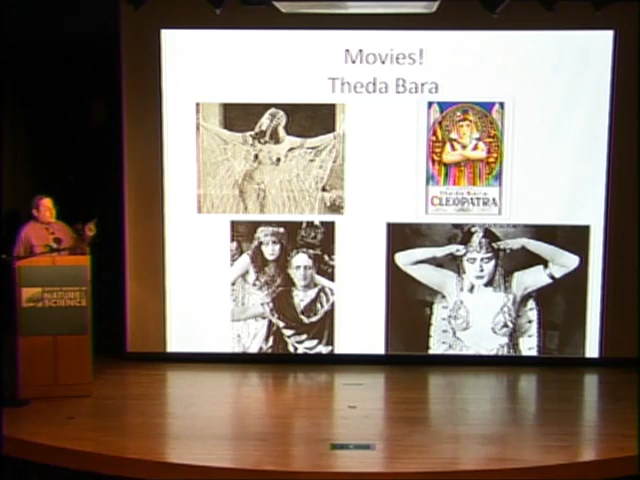 Movies!
Theda Bara
Theda Bara
CLEOPATRA
NATURE &
SCIENCE